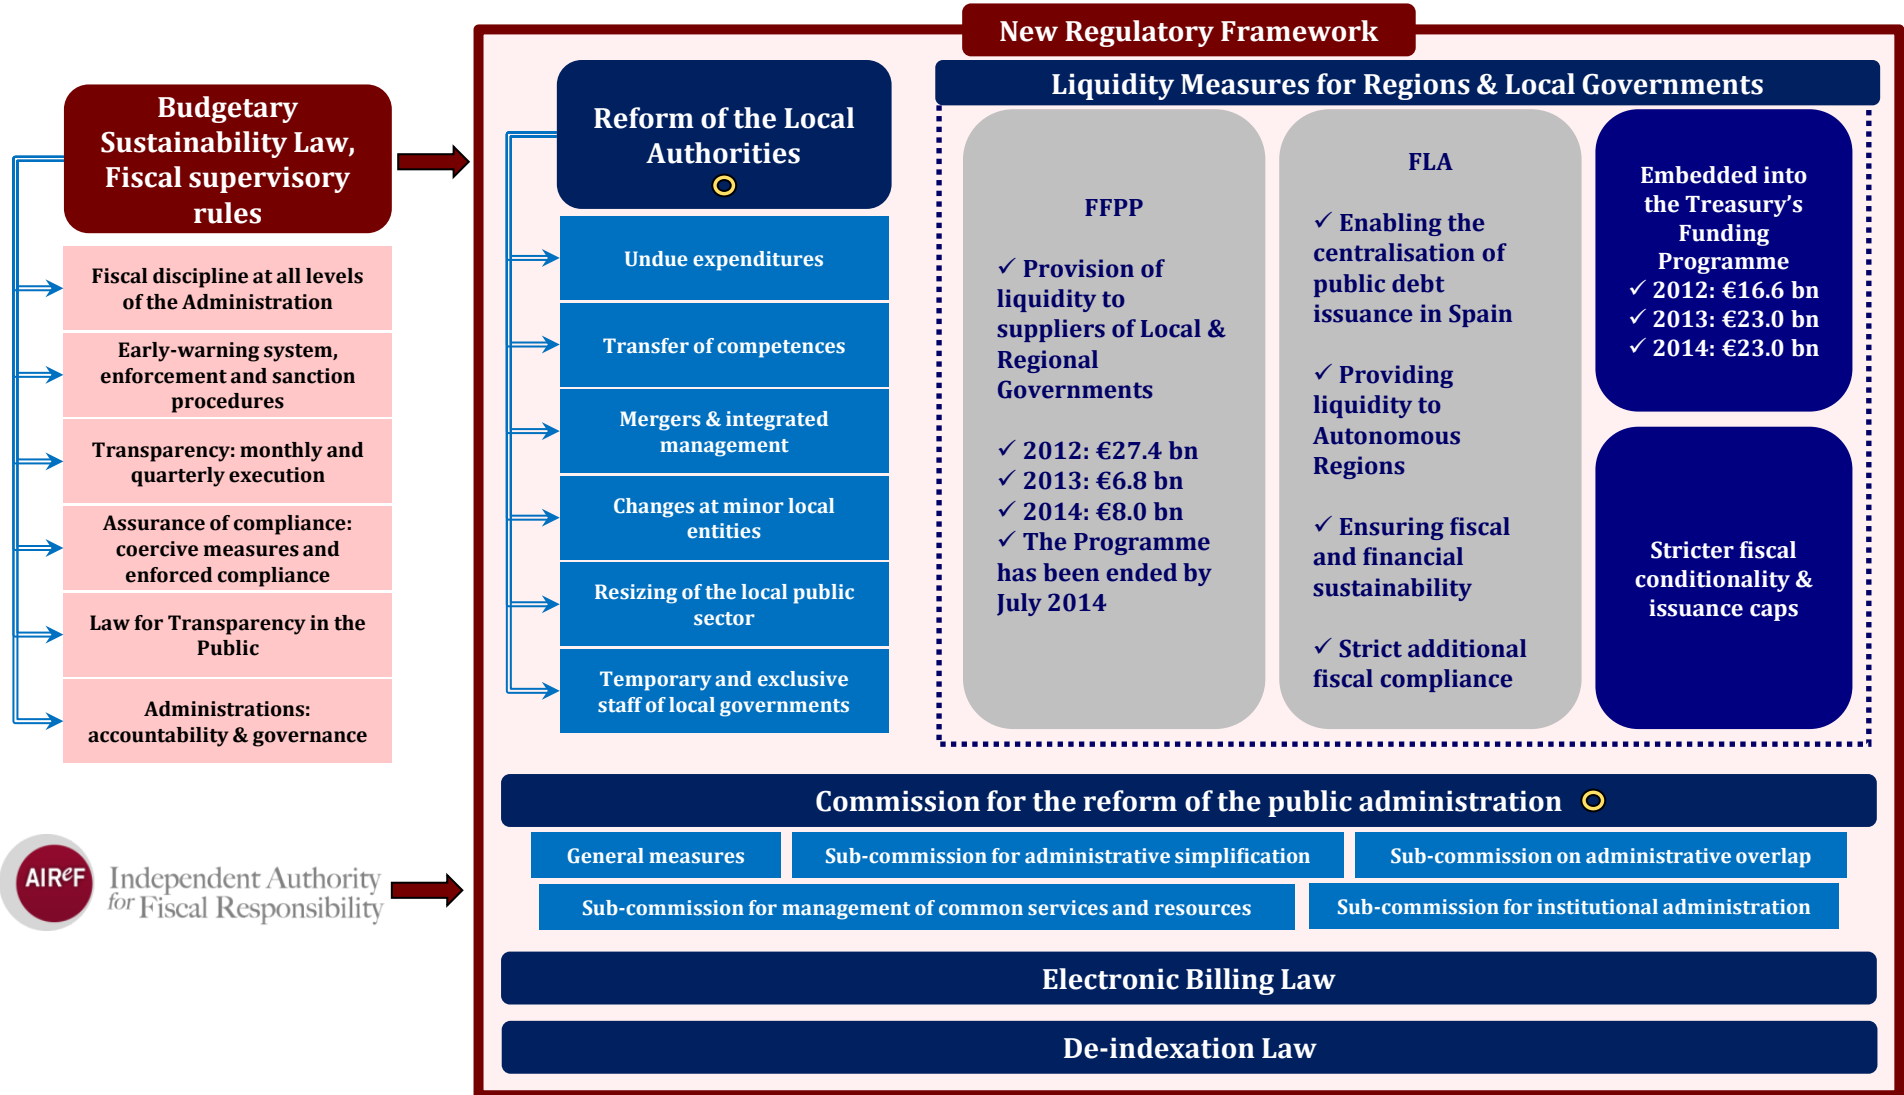 New Regulatory Framework
Budgetary
Sustainability Law,
Fiscal supervisory
rules
Fiscal discipline at all levels
of the Administration
Early-warning system,
enforcement and sanction
procedures
Transparency: monthly and
quarterly execution
Assurance of compliance:
coercive measures and
enforced compliance
Law for Transparency in the
Public
Administrations:
accountability & governance
AIReF
Independent Authority
for Fiscal Responsibility
Reform of the Local
Authorities
Undue expenditures
Transfer of competences
Mergers & integrated
management
Changes at minor local
entities
Resizing of the local public
sector
Temporary and exclusive
staff of local governments
Liquidity Measures for Regions & Local Governments
FFPP
✓ Provision of
liquidity to
suppliers of Local &
Regional
Governments
✓ 2012: €27.4 bn
✓ 2013: €6.8 bn
✓ 2014: €8.0 bn
✓ The Programme
has been ended by
July 2014
FLA
✓ Enabling the
centralisation of
public debt
issuance in Spain
✓ Providing
liquidity to
Autonomous
Regions
✓ Ensuring fiscal
and financial
sustainability
✓ Strict additional
fiscal compliance
Embedded into
the Treasury’s
Funding
Programme
✓ 2012: €16.6 bn
✓ 2013: €23.0 bn
✓ 2014: €23.0 bn
Stricter fiscal
conditionality &
issuance caps
Commission for the reform of the public administration
General measures
Sub-commission for administrative simplification
Sub-commission on administrative overlap
Sub-commission for management of common services and resources
Sub-commission for institutional administration
Electronic Billing Law
De-indexation Law